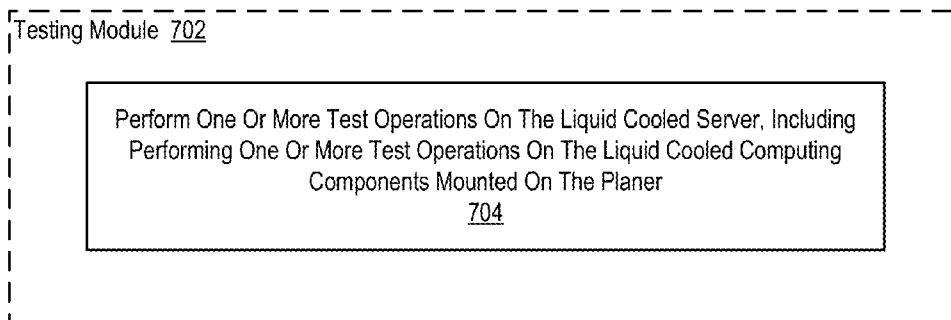 Testing Module 702
Perform One Or More Test Operations On The Liquid Cooled Server, Including
Performing One Or More Test Operations On The Liquid Cooled Computing
Components Mounted On The Planer
704